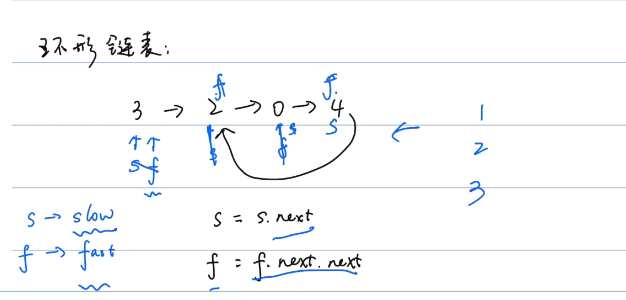 环形链表:
f f
3 → 2 → 0 → 4
s s s
s f
← 1
2
3
s → slow s = s.next
f → fast f = f.next.next